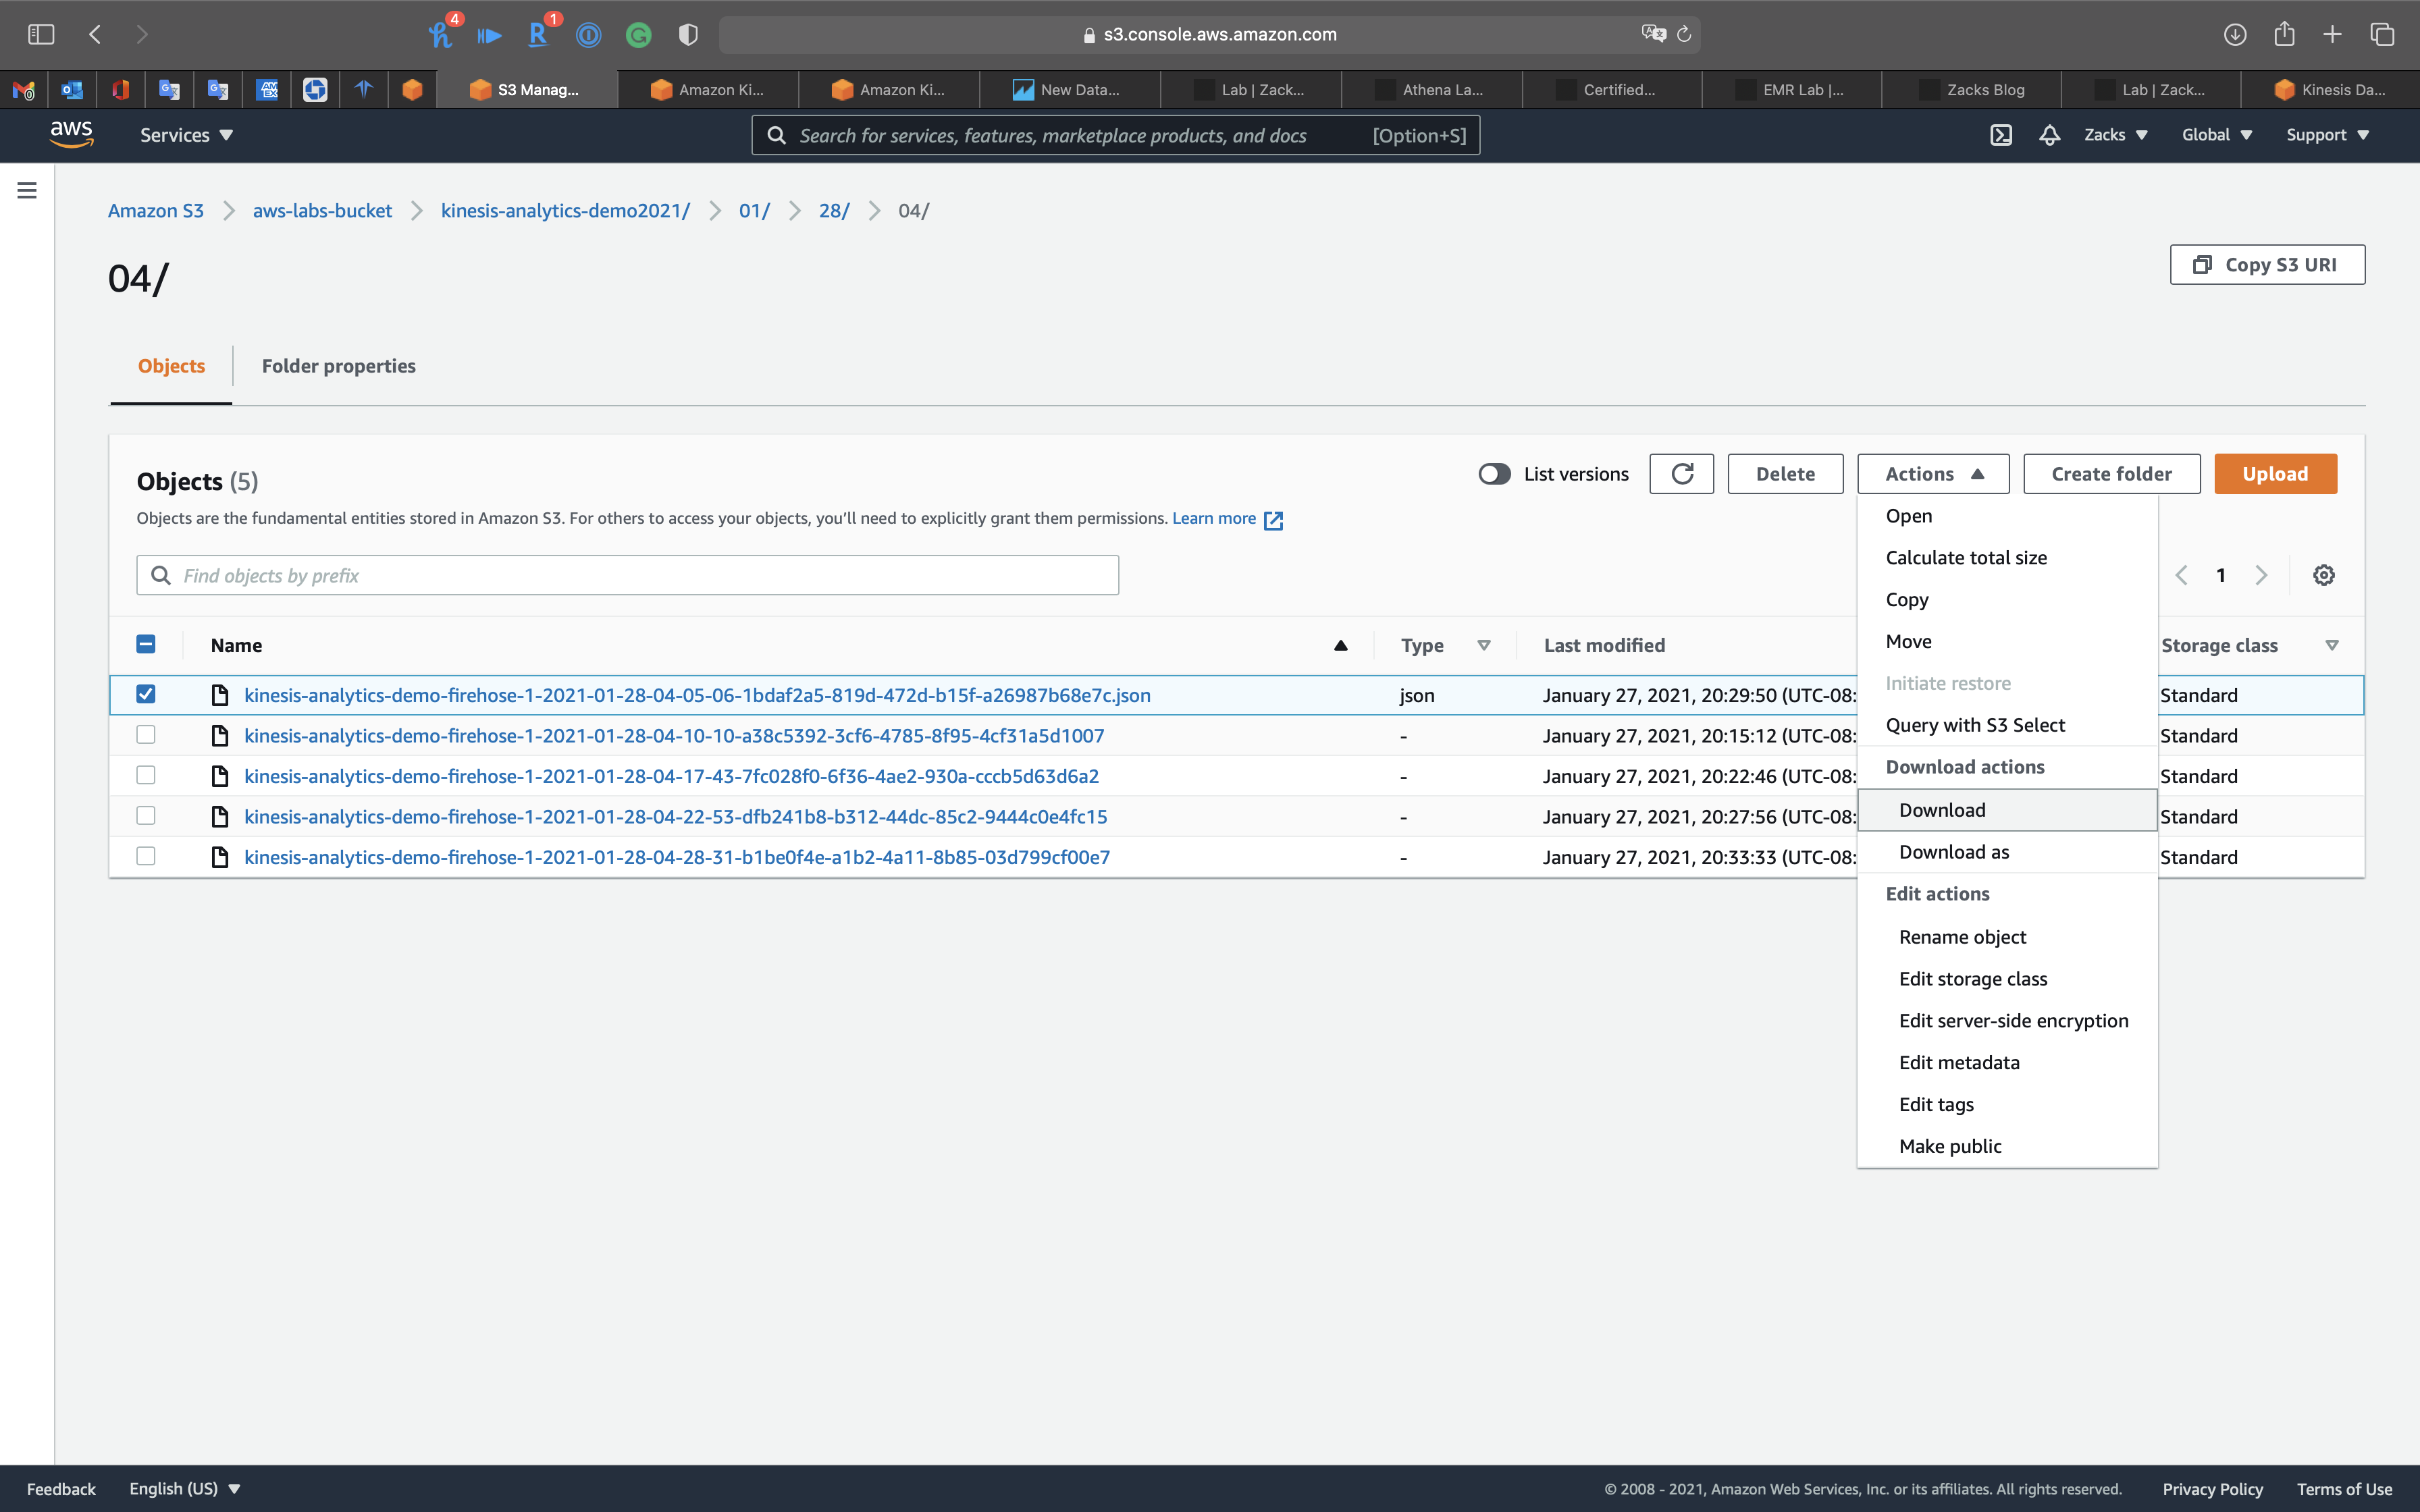 4
1
s3.console.aws.amazon.com
S3 Manag...
Amazon Ki...
Amazon Ki...
New Data...
Lab | Zack...
Athena La...
Certified...
EMR Lab |...
Zacks Blog
Lab | Zack...
Kinesis Da...
aws
Services
Search for services, features, marketplace products, and docs [Option+S]
Zacks
Global
Support
Amazon S3 > aws-labs-bucket > kinesis-analytics-demo2021/ > 01/ > 28/ > 04/
04/
Copy S3 URI
Objects
Folder properties
Objects (5)
List versions
Delete
Actions
Create folder
Upload
Objects are the fundamental entities stored in Amazon S3. For others to access your objects, you’ll need to explicitly grant them permissions. Learn more
Find objects by prefix
1
Name
Type
Last modified
Storage class
kinesis-analytics-demo-firehose-1-2021-01-28-04-05-06-1bdaf2a5-819d-472d-b15f-a26987b68e7c.json json January 27, 2021, 20:29:50 (UTC-08: Standard
kinesis-analytics-demo-firehose-1-2021-01-28-04-10-10-a38c5392-3cf6-4785-8f95-4cf31a5d1007 - January 27, 2021, 20:15:12 (UTC-08: Standard
kinesis-analytics-demo-firehose-1-2021-01-28-04-17-43-7fc028f0-6f36-4ae2-930a-cccb5d63d6a2 - January 27, 2021, 20:22:46 (UTC-08: Standard
kinesis-analytics-demo-firehose-1-2021-01-28-04-22-53-dfb241b8-b312-44dc-85c2-9444c0e4fc15 - January 27, 2021, 20:27:56 (UTC-08: Standard
kinesis-analytics-demo-firehose-1-2021-01-28-04-28-31-b1be0f4e-a1b2-4a11-8b85-03d799cf00e7 - January 27, 2021, 20:33:33 (UTC-08: Standard
Open
Calculate total size
Copy
Move
Initiate restore
Query with S3 Select
Download actions
Download
Download as
Edit actions
Rename object
Edit storage class
Edit server-side encryption
Edit metadata
Edit tags
Make public
Feedback
English (US)
© 2008 - 2021, Amazon Web Services, Inc. or its affiliates. All rights reserved.
Privacy Policy
Terms of Use